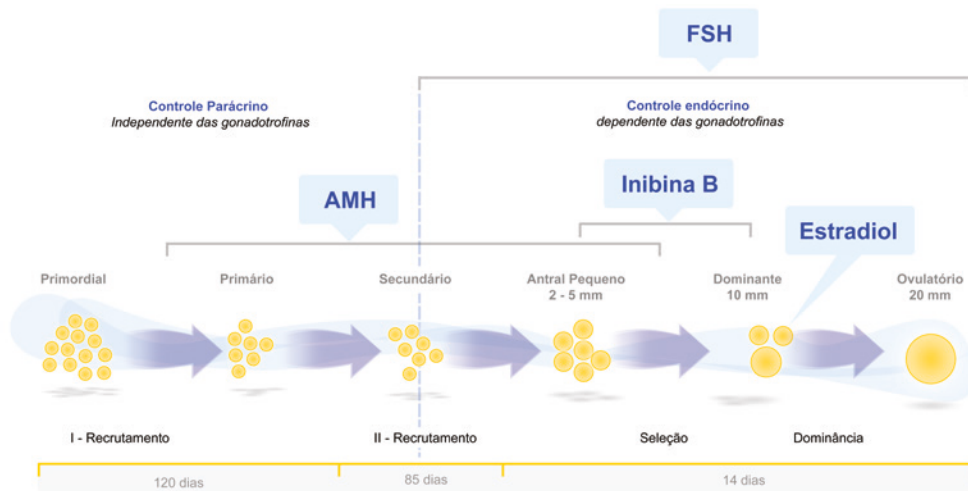 FSH
Controle Parácrino
Independente das gonadotrofinas
Controle endócrino
dependente das gonadotrofinas
Inibina B
AMH
Estradiol
Primordial
Primário
Secundário
Antral Pequeno
2 - 5 mm
Dominante
10 mm
Ovulatório
20 mm
I - Recrutamento
II - Recrutamento
Seleção
Dominância
120 dias
85 dias
14 dias